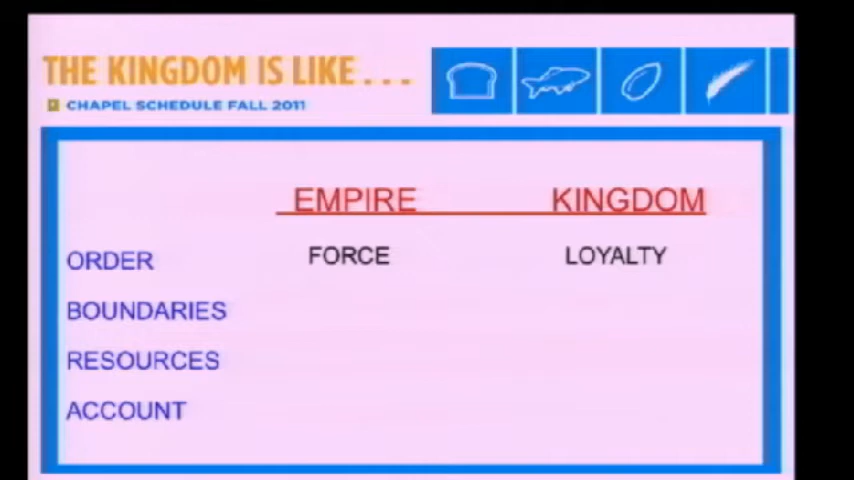 THE KINGDOM IS LIKE . . .
CHAPEL SCHEDULE FALL 2011
EMPIRE KINGDOM
ORDER FORCE LOYALTY
BOUNDARIES
RESOURCES
ACCOUNT